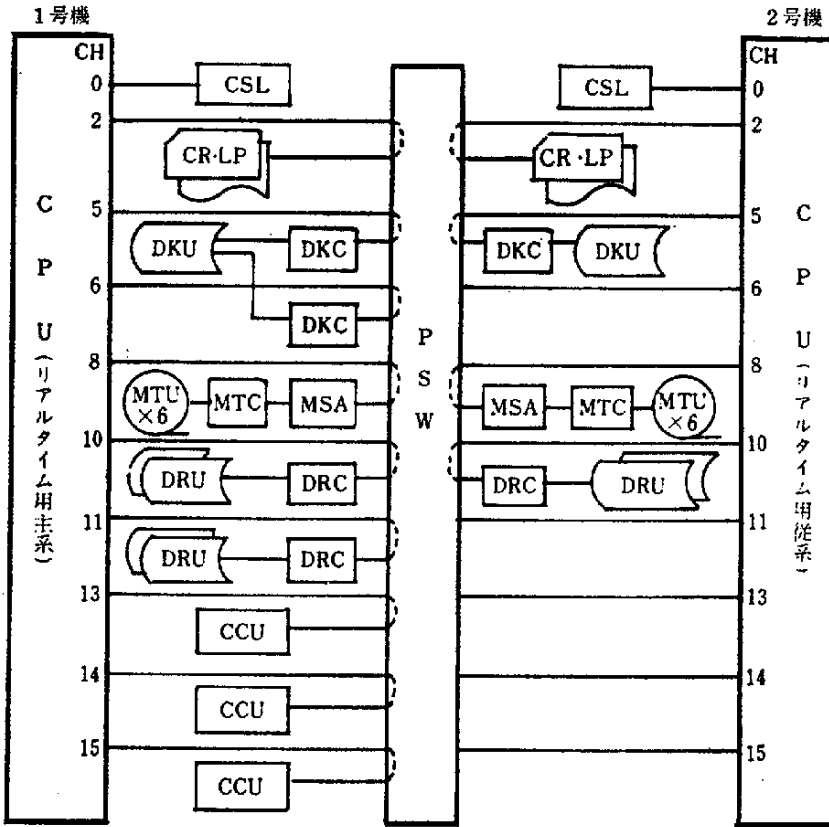 1号機
2号機
CH
CH
0
CSL
CSL
0
2
2
CR·LP
CR·LP
5
5
DKU
DKC
DKC
DKU
6
6
DKC
8
8
MTU
×6
MTC
MSA
MSA
MTC
MTU
×6
10
10
DRU
DRC
DRC
DRU
11
11
DRU
DRC
13
13
CCU
14
14
CCU
15
15
CCU
CPU(リアルタイム用主系)
PSW
CPU(リアルタイム用従系)